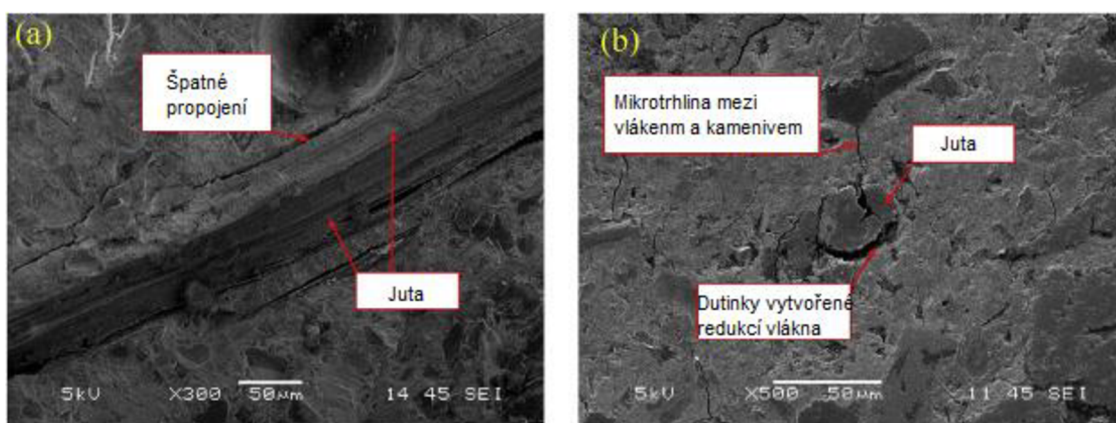 (a)
Špatné
propojení
Juta
5kV X300 50µm 14 45 SEI
(b)
Mikrotrhlina mezi
vlákenm a kamenivem
Juta
Dutinky vytvořené
redukcí vlákna
5kV X500 50µm 11 45 SEI